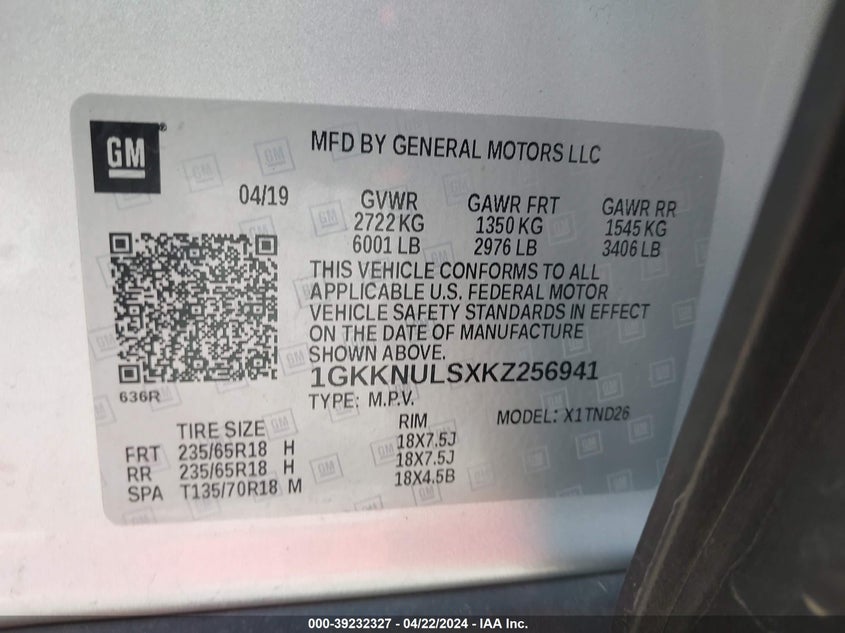 GM
MFD BY GENERAL MOTORS LLC
04/19
GVWR GAWR FRT GAWR RR
2722 KG 1350 KG 1545 KG
6001 LB 2976 LB 3406 LB
THIS VEHICLE CONFORMS TO ALL
APPLICABLE U.S. FEDERAL MOTOR
VEHICLE SAFETY STANDARDS IN EFFECT
ON THE DATE OF MANUFACTURE
SHOWN ABOVE.
1GKKNULSXKZ256941
636R
TYPE: M.P.V. MODEL: X1TND26
TIRE SIZE RIM
FRT 235/65R18 H 18X7.5J
RR 235/65R18 H 18X7.5J
SPA T135/70R18 M 18X4.5B
000-39232327 - 04/22/2024 - IAA Inc.